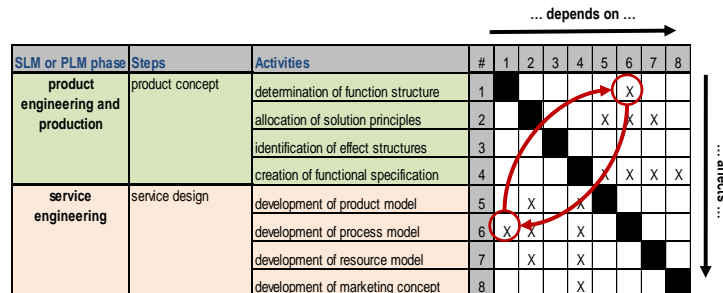 ... depends on ...
SLM or PLM phase Steps Activities # 1 2 3 4 5 6 7 8
product engineering and production product concept determination of function structure 1 X
allocation of solution principles 2 X X X
identification of effect structures 3
creation of functional specification 4 X X X X
service engineering service design development of product model 5 X X
development of process model 6 X X X
development of resource model 7 X X
development of marketing concept 8 X
... affects ...